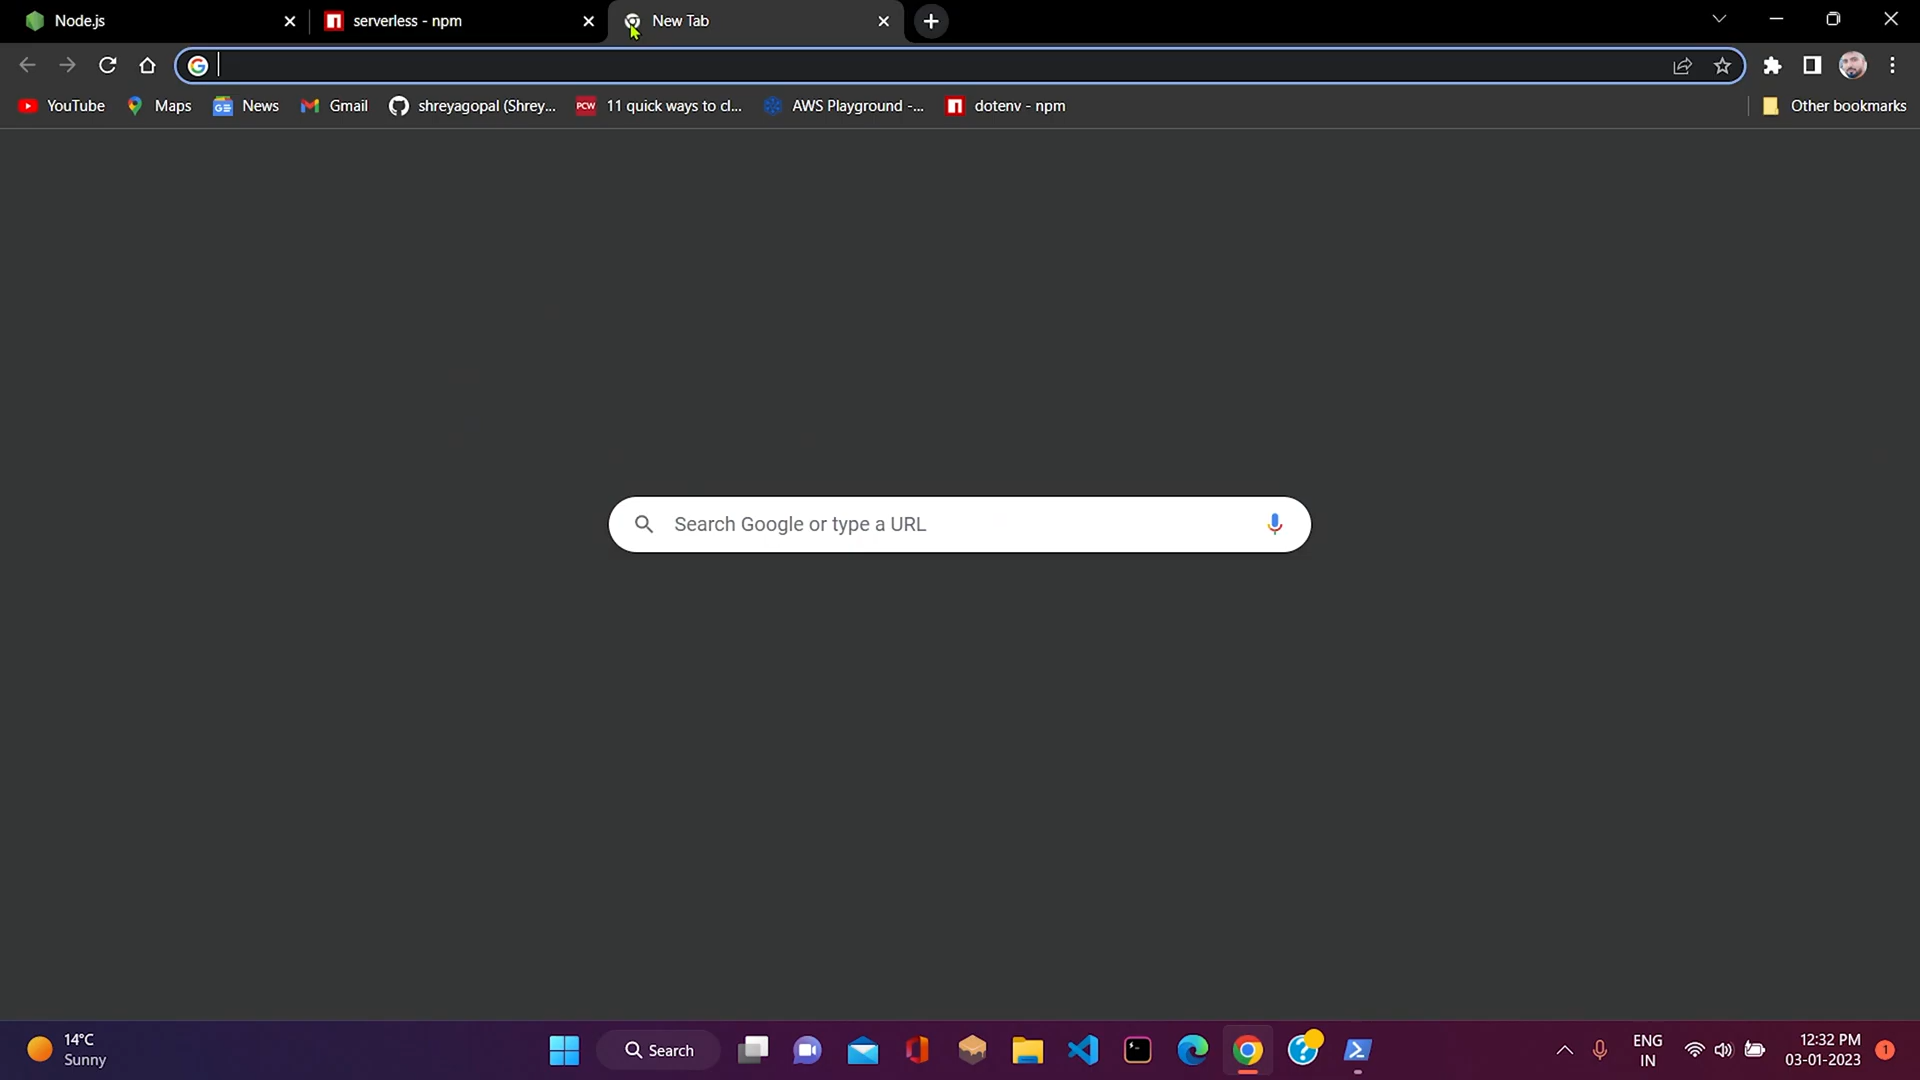 Node.js
serverless - npm
New Tab
YouTube
Maps
News
Gmail
shreyagopal (Shrey...
PCW
11 quick ways to cl...
AWS Playground -...
dotenv - npm
Other bookmarks
Search Google or type a URL
14°C
Sunny
Search
ENG
IN
12:32 PM
03-01-2023
1